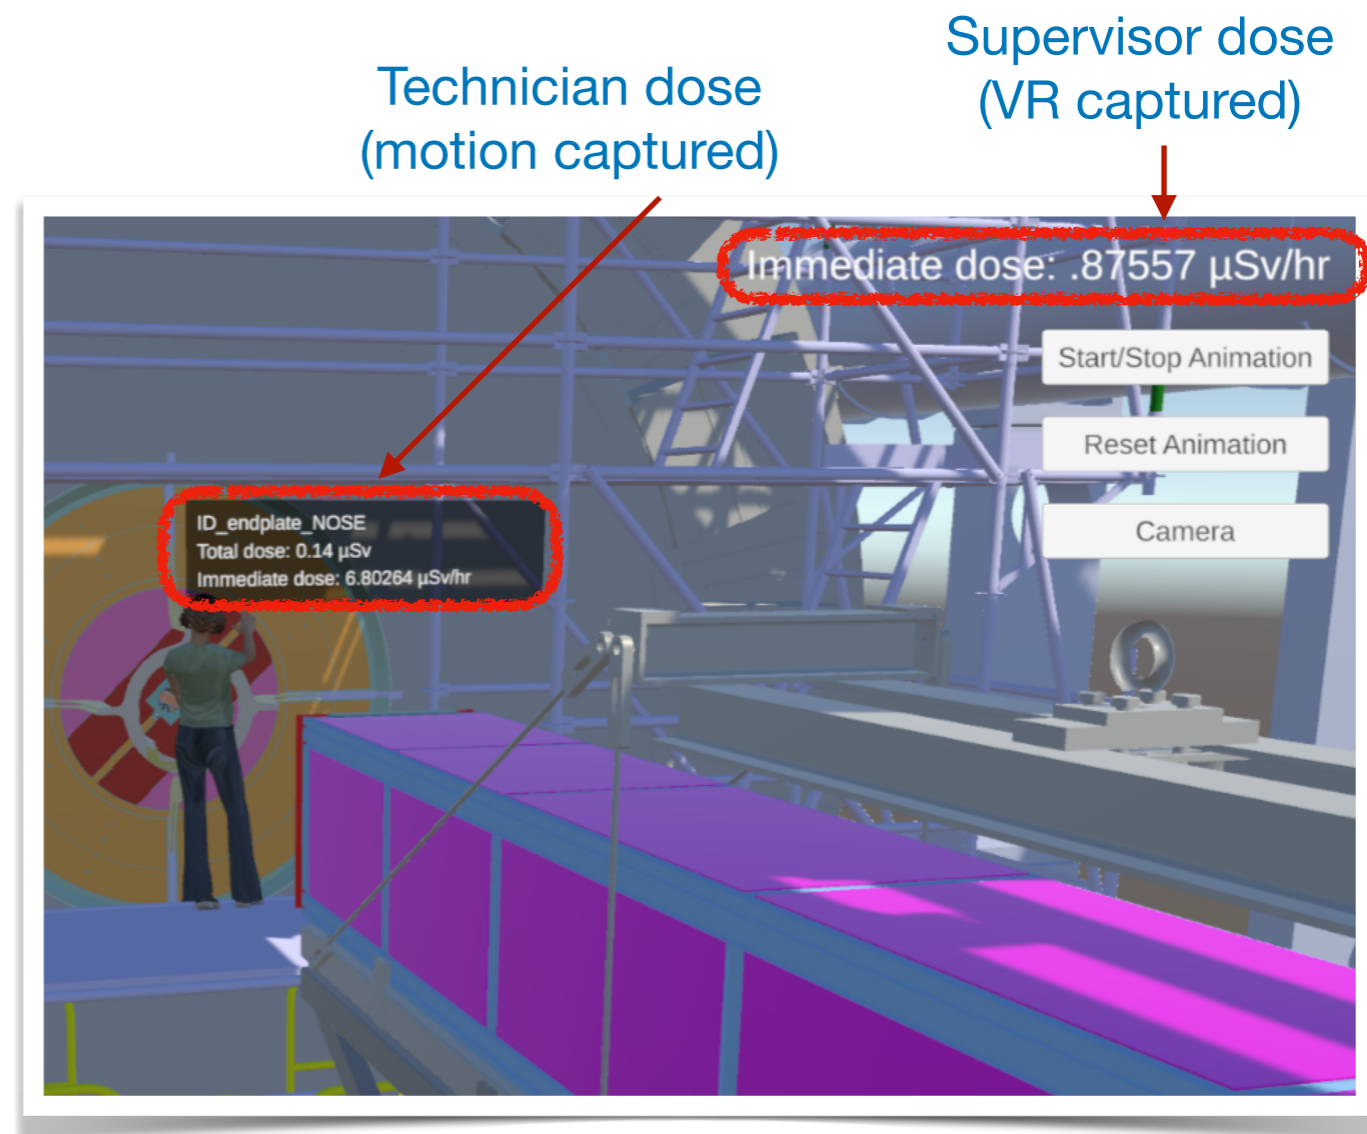 Supervisor dose
(VR captured)
Technician dose
(motion captured)
Immediate dose: .87557 µSv/hr
Start/Stop Animation
Reset Animation
Camera
ID_endplate_NOSE
Total dose: 0.14 µSv
Immediate dose: 6.80264 µSv/hr